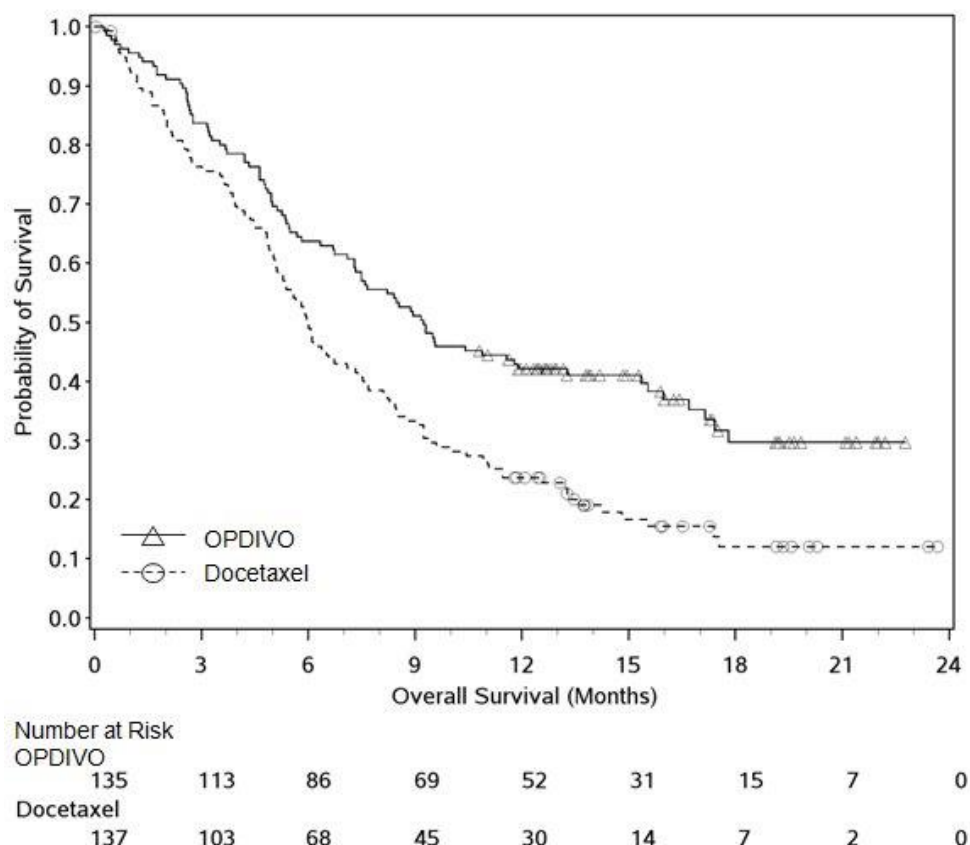 1.0
0.9
0.8
0.7
0.6
0.5
0.4
0.3
0.2
0.1
0.0
Probability of Survival
OPDIVO
Docetaxel
0 3 6 9 12 15 18 21 24
Overall Survival (Months)
Number at Risk
OPDIVO
135 113 86 69 52 31 15 7 0
Docetaxel
137 103 68 45 30 14 7 2 0